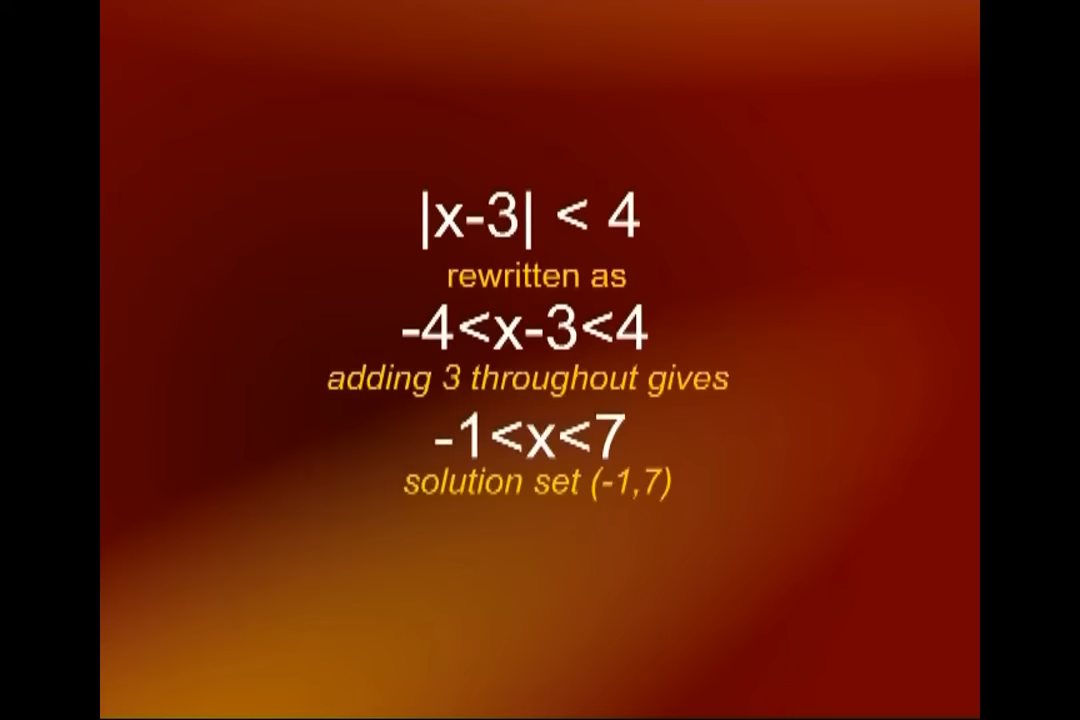 |x-3| < 4
rewritten as
-4<x-3<4
adding 3 throughout gives
-1<x<7
solution set (-1,7)